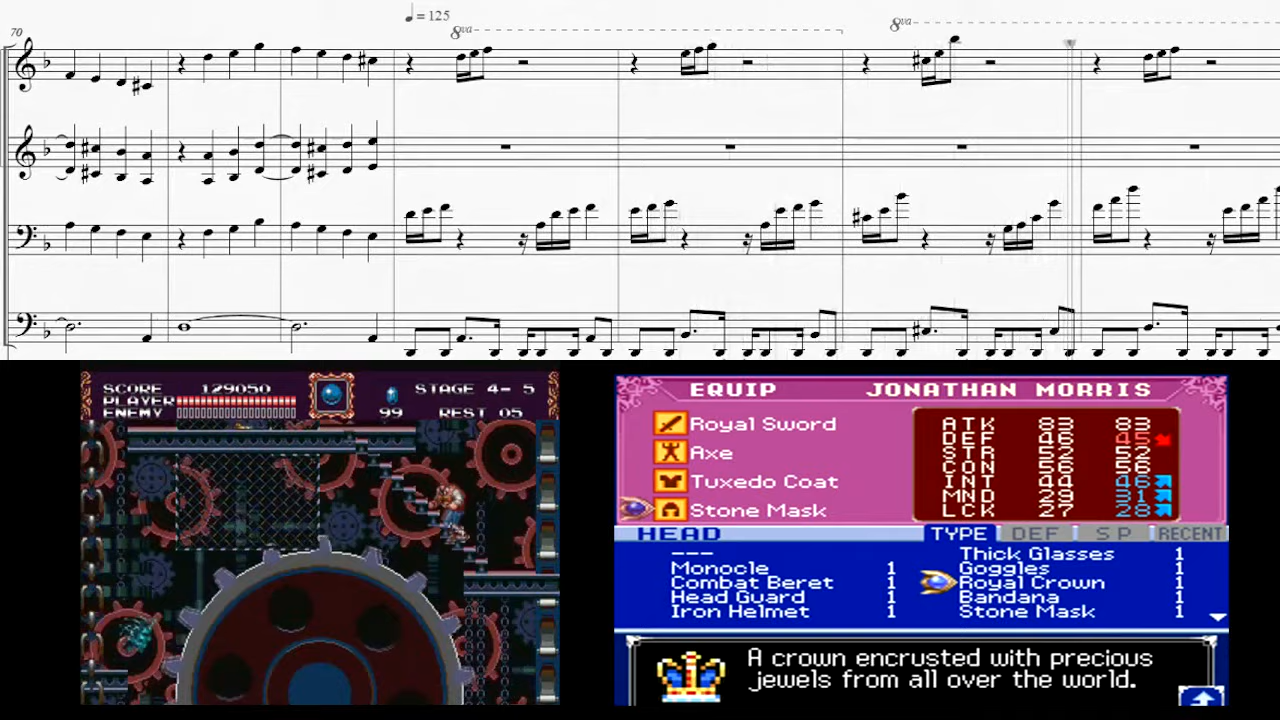 ♩ = 125
8va
8va
70
SCORE 129050
PLAYER
ENEMY
99
STAGE 4- 5
REST 05
EQUIP JONATHAN MORRIS
Royal Sword
Axe
Tuxedo Coat
Stone Mask
ATK 83 83
DEF 46 45
STR 52 52
CON 56 56
INT 44 46
MND 29 31
LCK 27 28
HEAD TYPE DEF SP RECENT
---
Monocle 1
Combat Beret 1
Head Guard 1
Iron Helmet 1
Thick Glasses 1
Goggles 1
Royal Crown 1
Bandana 1
Stone Mask 1
A crown encrusted with precious
jewels from all over the world.